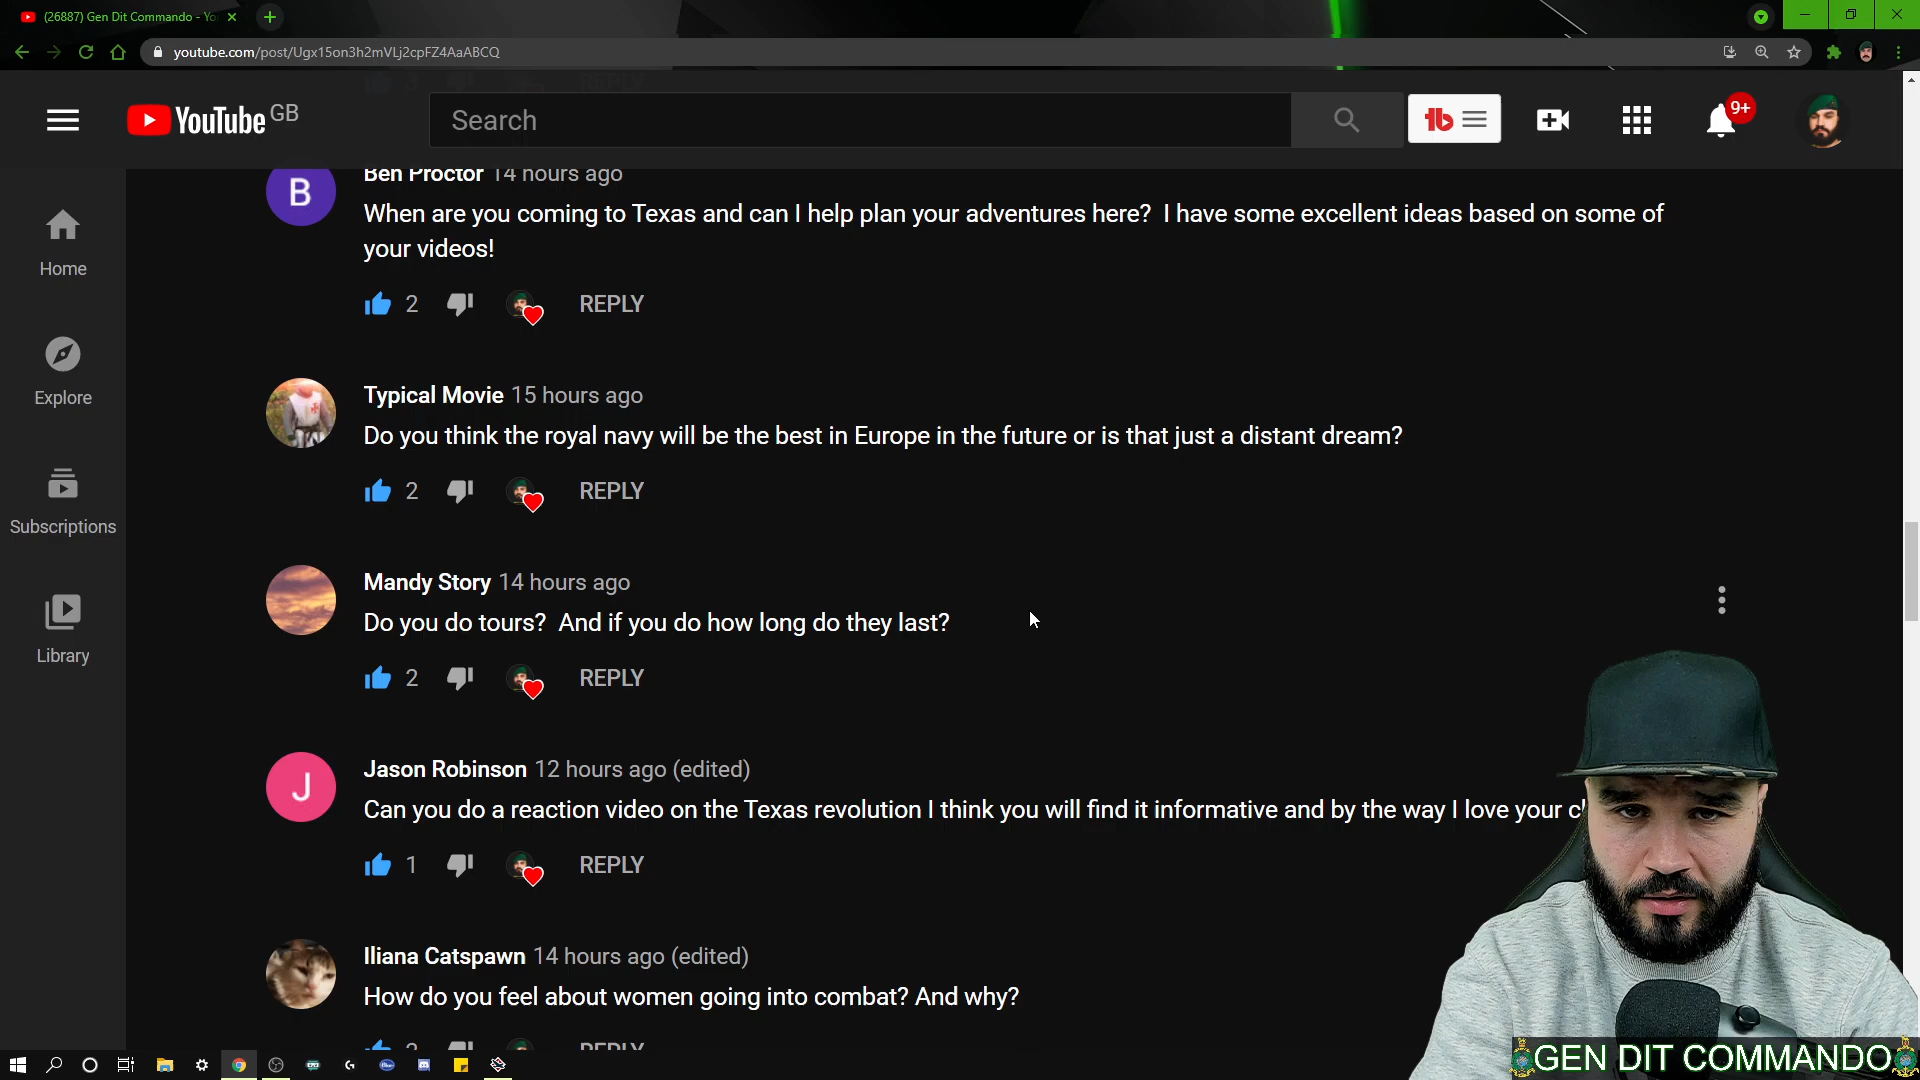 (26887) Gen Dit Commando - Yo
youtube.com/post/Ugx15on3h2mVLj2cpFZ4AaABCQ
3 REPLY
YouTube GB
Search
9+
Ben Proctor 14 hours ago
When are you coming to Texas and can I help plan your adventures here? I have some excellent ideas based on some of
your videos!
2 REPLY
Home
Typical Movie 15 hours ago
Do you think the royal navy will be the best in Europe in the future or is that just a distant dream?
2 REPLY
Explore
Subscriptions
Mandy Story 14 hours ago
Do you do tours? And if you do how long do they last?
2 REPLY
Library
J
Jason Robinson 12 hours ago (edited)
Can you do a reaction video on the Texas revolution I think you will find it informative and by the way I love your
1 REPLY
Iliana Catspawn 14 hours ago (edited)
How do you feel about women going into combat? And why?
2 REPLY
GEN DIT COMMANDO
B